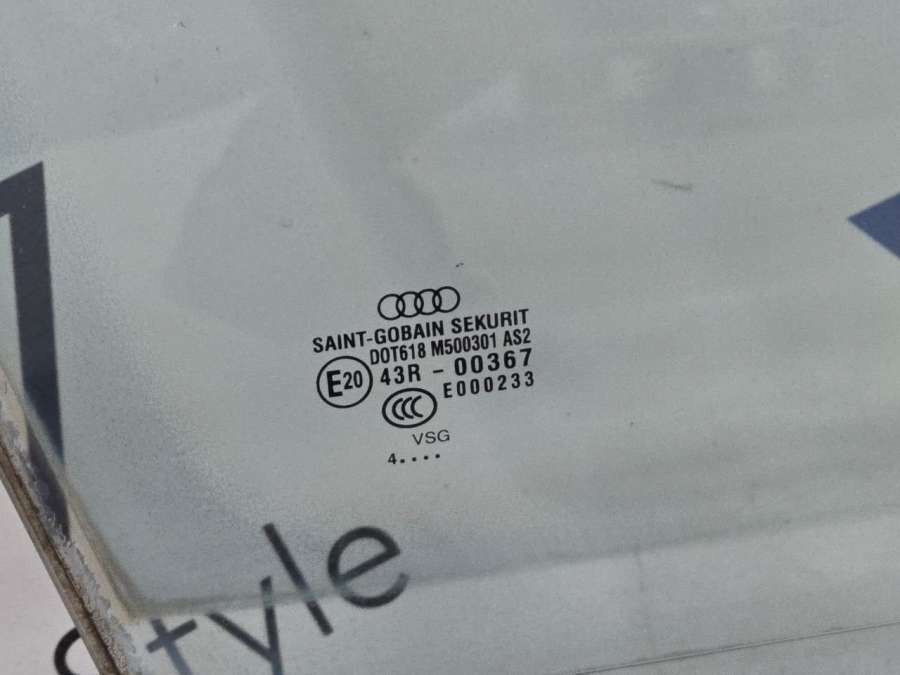 SAINT-GOBAIN SEKURIT
DOT618 M500301 AS2
E20 43R - 00367
E000233
CCC
VSG
4....
style